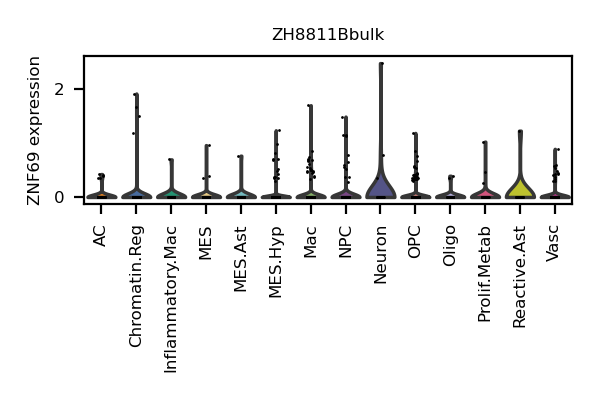 ZH8811Bbulk
ZNF69 expression
2
0
AC
Chromatin.Reg
Inflammatory.Mac
MES
MES.Ast
MES.Hyp
Mac
NPC
Neuron
OPC
Oligo
Prolif.Metab
Reactive.Ast
Vasc